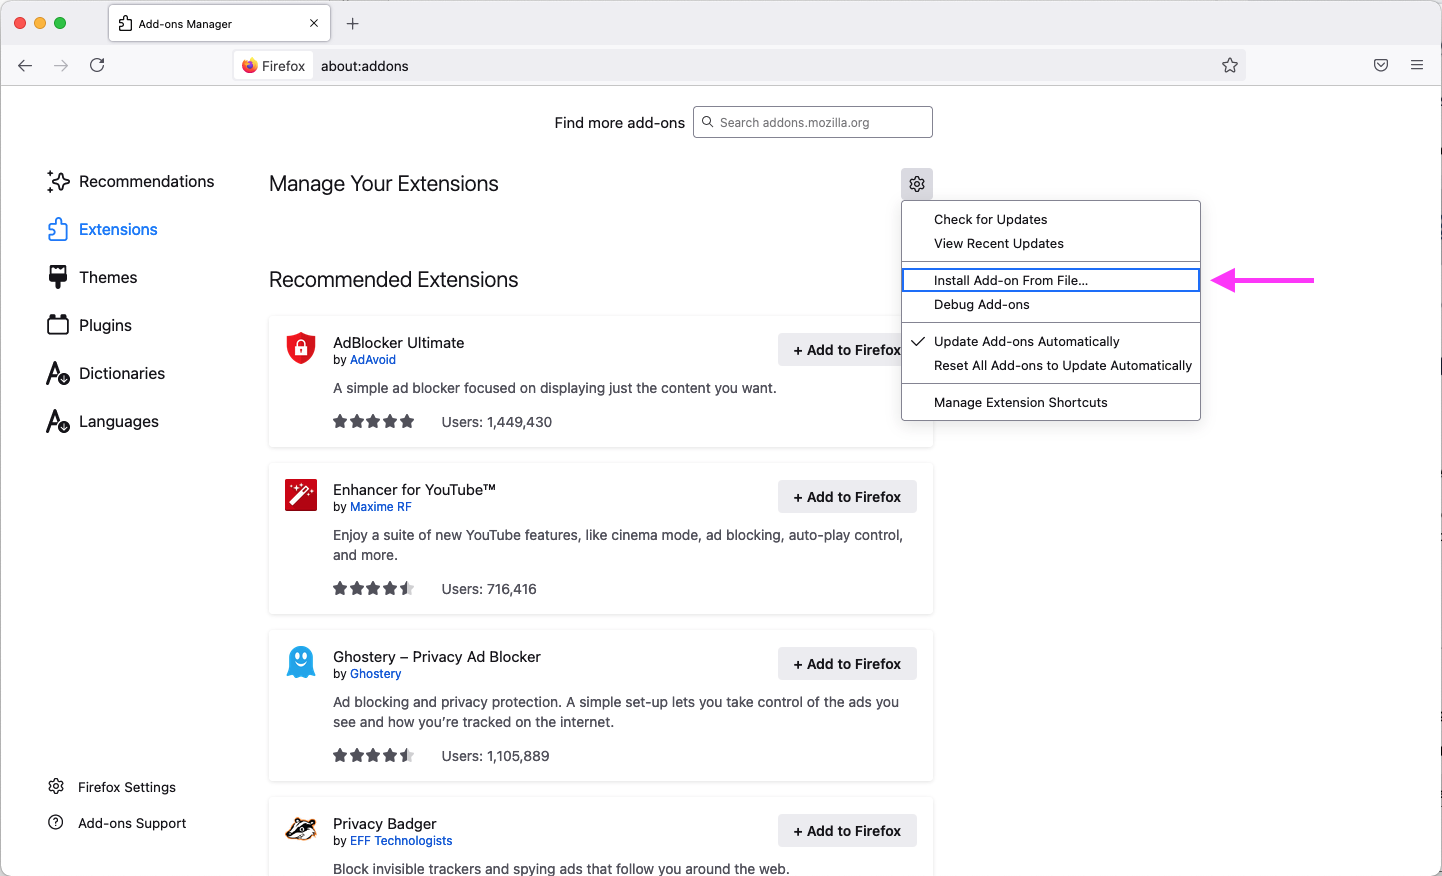 Add-ons Manager
Firefox about:addons
Find more add-ons Search addons.mozilla.org
Recommendations
Extensions
Themes
Plugins
Dictionaries
Languages
Firefox Settings
Add-ons Support
Manage Your Extensions
Check for Updates
View Recent Updates
Install Add-on From File...
Debug Add-ons
Update Add-ons Automatically
Reset All Add-ons to Update Automatically
Manage Extension Shortcuts
Recommended Extensions
AdBlocker Ultimate
by AdAvoid
+ Add to Firefox
A simple ad blocker focused on displaying just the content you want.
Users: 1,449,430
Enhancer for YouTube™
by Maxime RF
+ Add to Firefox
Enjoy a suite of new YouTube features, like cinema mode, ad blocking, auto-play control,
and more.
Users: 716,416
Ghostery – Privacy Ad Blocker
by Ghostery
+ Add to Firefox
Ad blocking and privacy protection. A simple set-up lets you take control of the ads you
see and how you're tracked on the internet.
Users: 1,105,889
Privacy Badger
by EFF Technologists
+ Add to Firefox
Block invisible trackers and spying ads that follow you around the web.